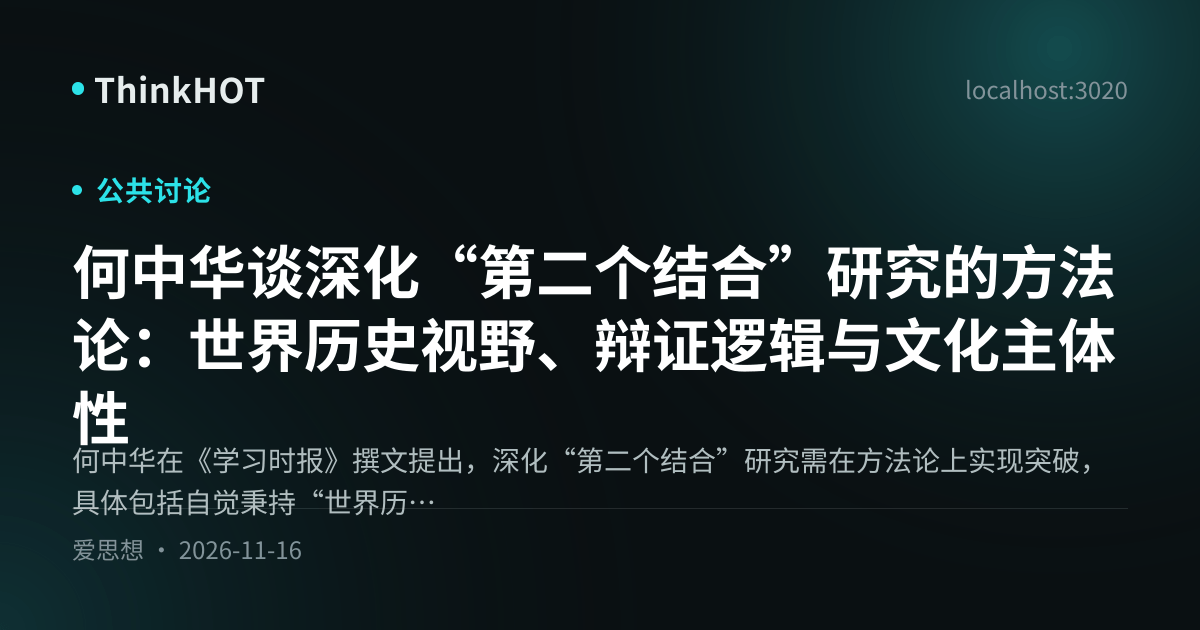 ThinkHOT
localhost:3020
公共讨论
何中华谈深化“第二个结合”研究的方法
论：世界历史视野、辩证逻辑与文化主体
性
何中华在《学习时报》撰文提出，深化“第二个结合”研究需在方法论上实现突破，
具体包括自觉秉持“世界历…
爱思想 · 2026-11-16